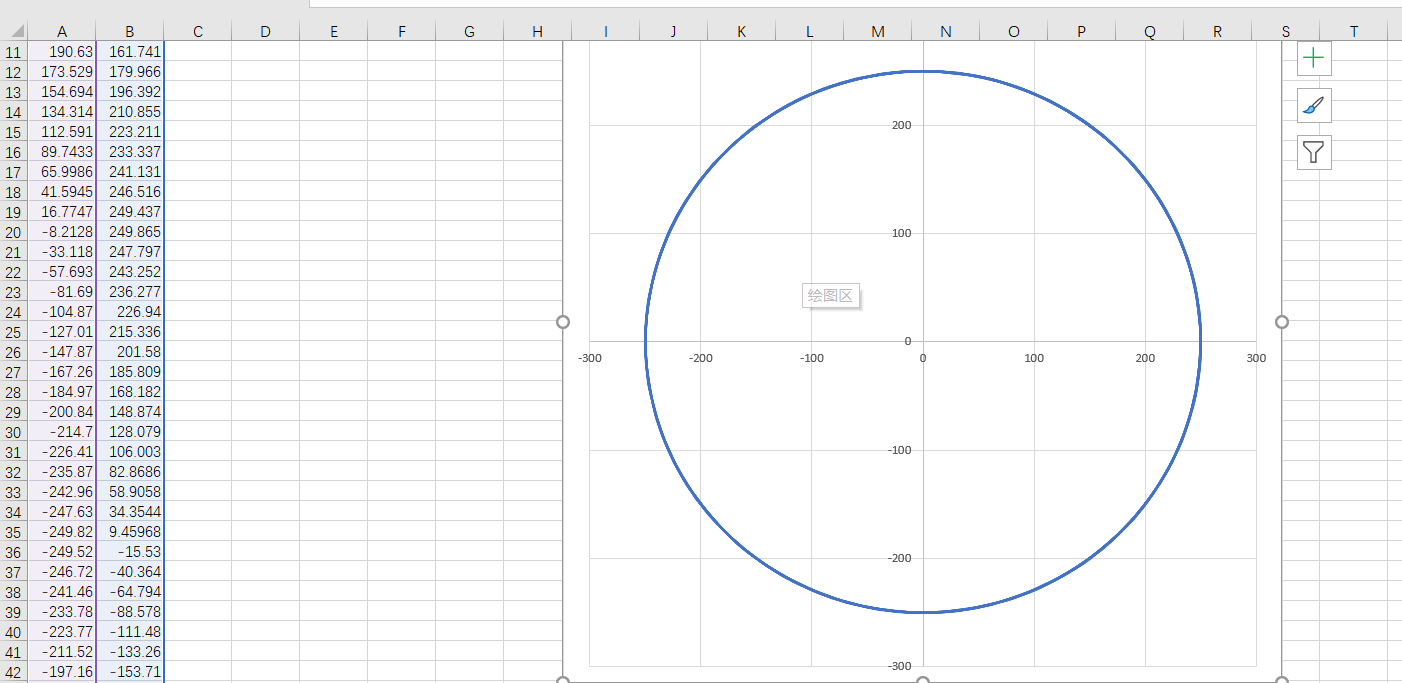 A B C D E F G H I J K L M N O P Q R S T
11 190.63 161.741
12 173.529 179.966
13 154.694 196.392
14 134.314 210.855
15 112.591 223.211
16 89.7433 233.337
17 65.9986 241.131
18 41.5945 246.516
19 16.7747 249.437
20 -8.2128 249.865
21 -33.118 247.797
22 -57.693 243.252
23 -81.69 236.277
24 -104.87 226.94
25 -127.01 215.336
26 -147.87 201.58
27 -167.26 185.809
28 -184.97 168.182
29 -200.84 148.874
30 -214.7 128.079
31 -226.41 106.003
32 -235.87 82.8686
33 -242.96 58.9058
34 -247.63 34.3544
35 -249.82 9.45968
36 -249.52 -15.53
37 -246.72 -40.364
38 -241.46 -64.794
39 -233.78 -88.578
40 -223.77 -111.48
41 -211.52 -133.26
42 -197.16 -153.71
200
100
绘图区
0
-300 -200 -100 0 100 200 300
-100
-200
-300